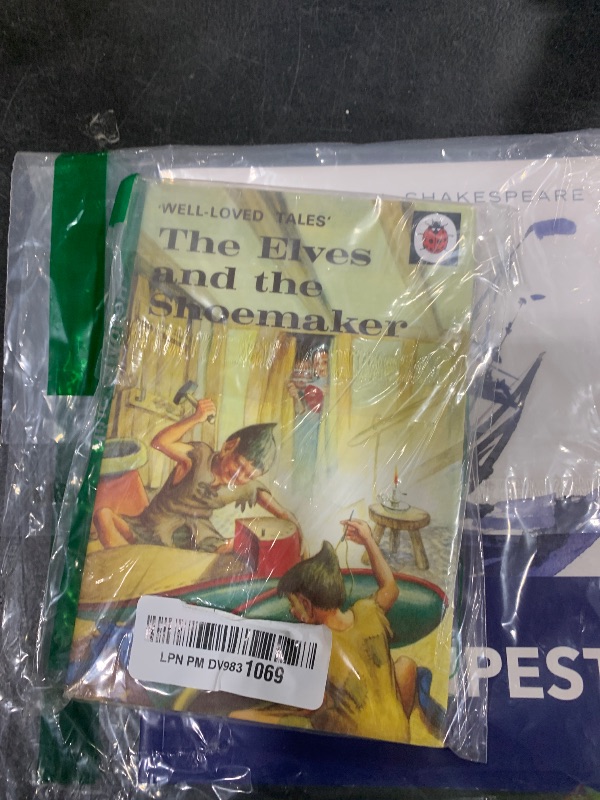 SHAKESPEARE
'WELL-LOVED TALES'
The Elves
and the
Shoemaker
LPN PM DV983 1069
PEST